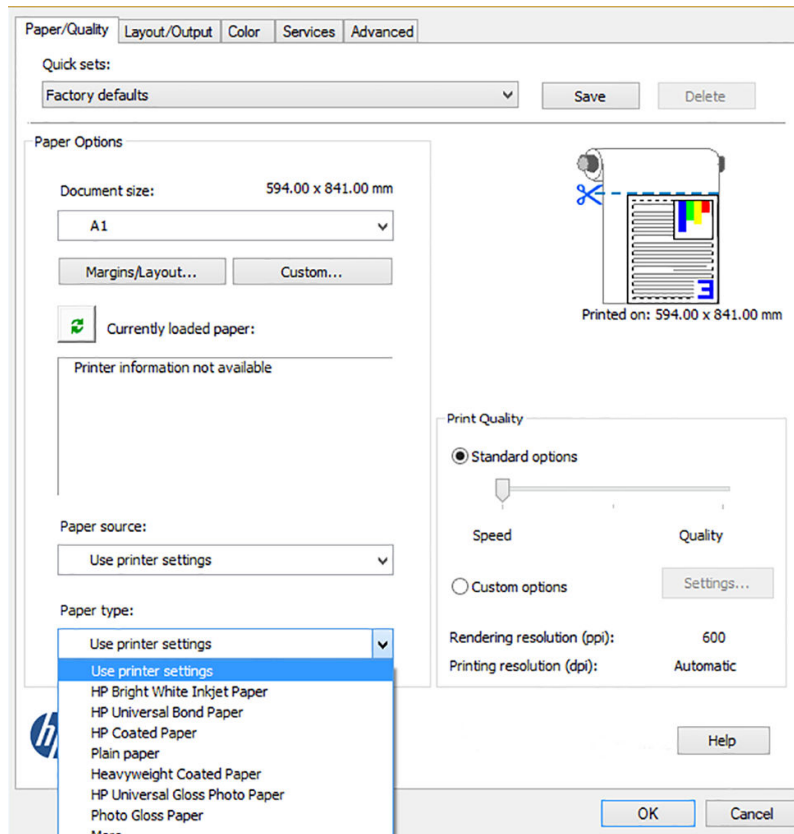 Paper/Quality Layout/Output Color Services Advanced
Quick sets:
Factory defaults Save Delete
Paper Options
Document size: 594.00 x 841.00 mm
A1
Margins/Layout... Custom...
Currently loaded paper:
Printer information not available
Printed on: 594.00 x 841.00 mm
Print Quality
Standard options
Speed Quality
Custom options Settings...
Rendering resolution (ppi): 600
Printing resolution (dpi): Automatic
Paper source:
Use printer settings
Paper type:
Use printer settings
Use printer settings
HP Bright White Inkjet Paper
HP Universal Bond Paper
HP Coated Paper
Plain paper
Heavyweight Coated Paper
HP Universal Gloss Photo Paper
Photo Gloss Paper
More
hp
Help
OK Cancel